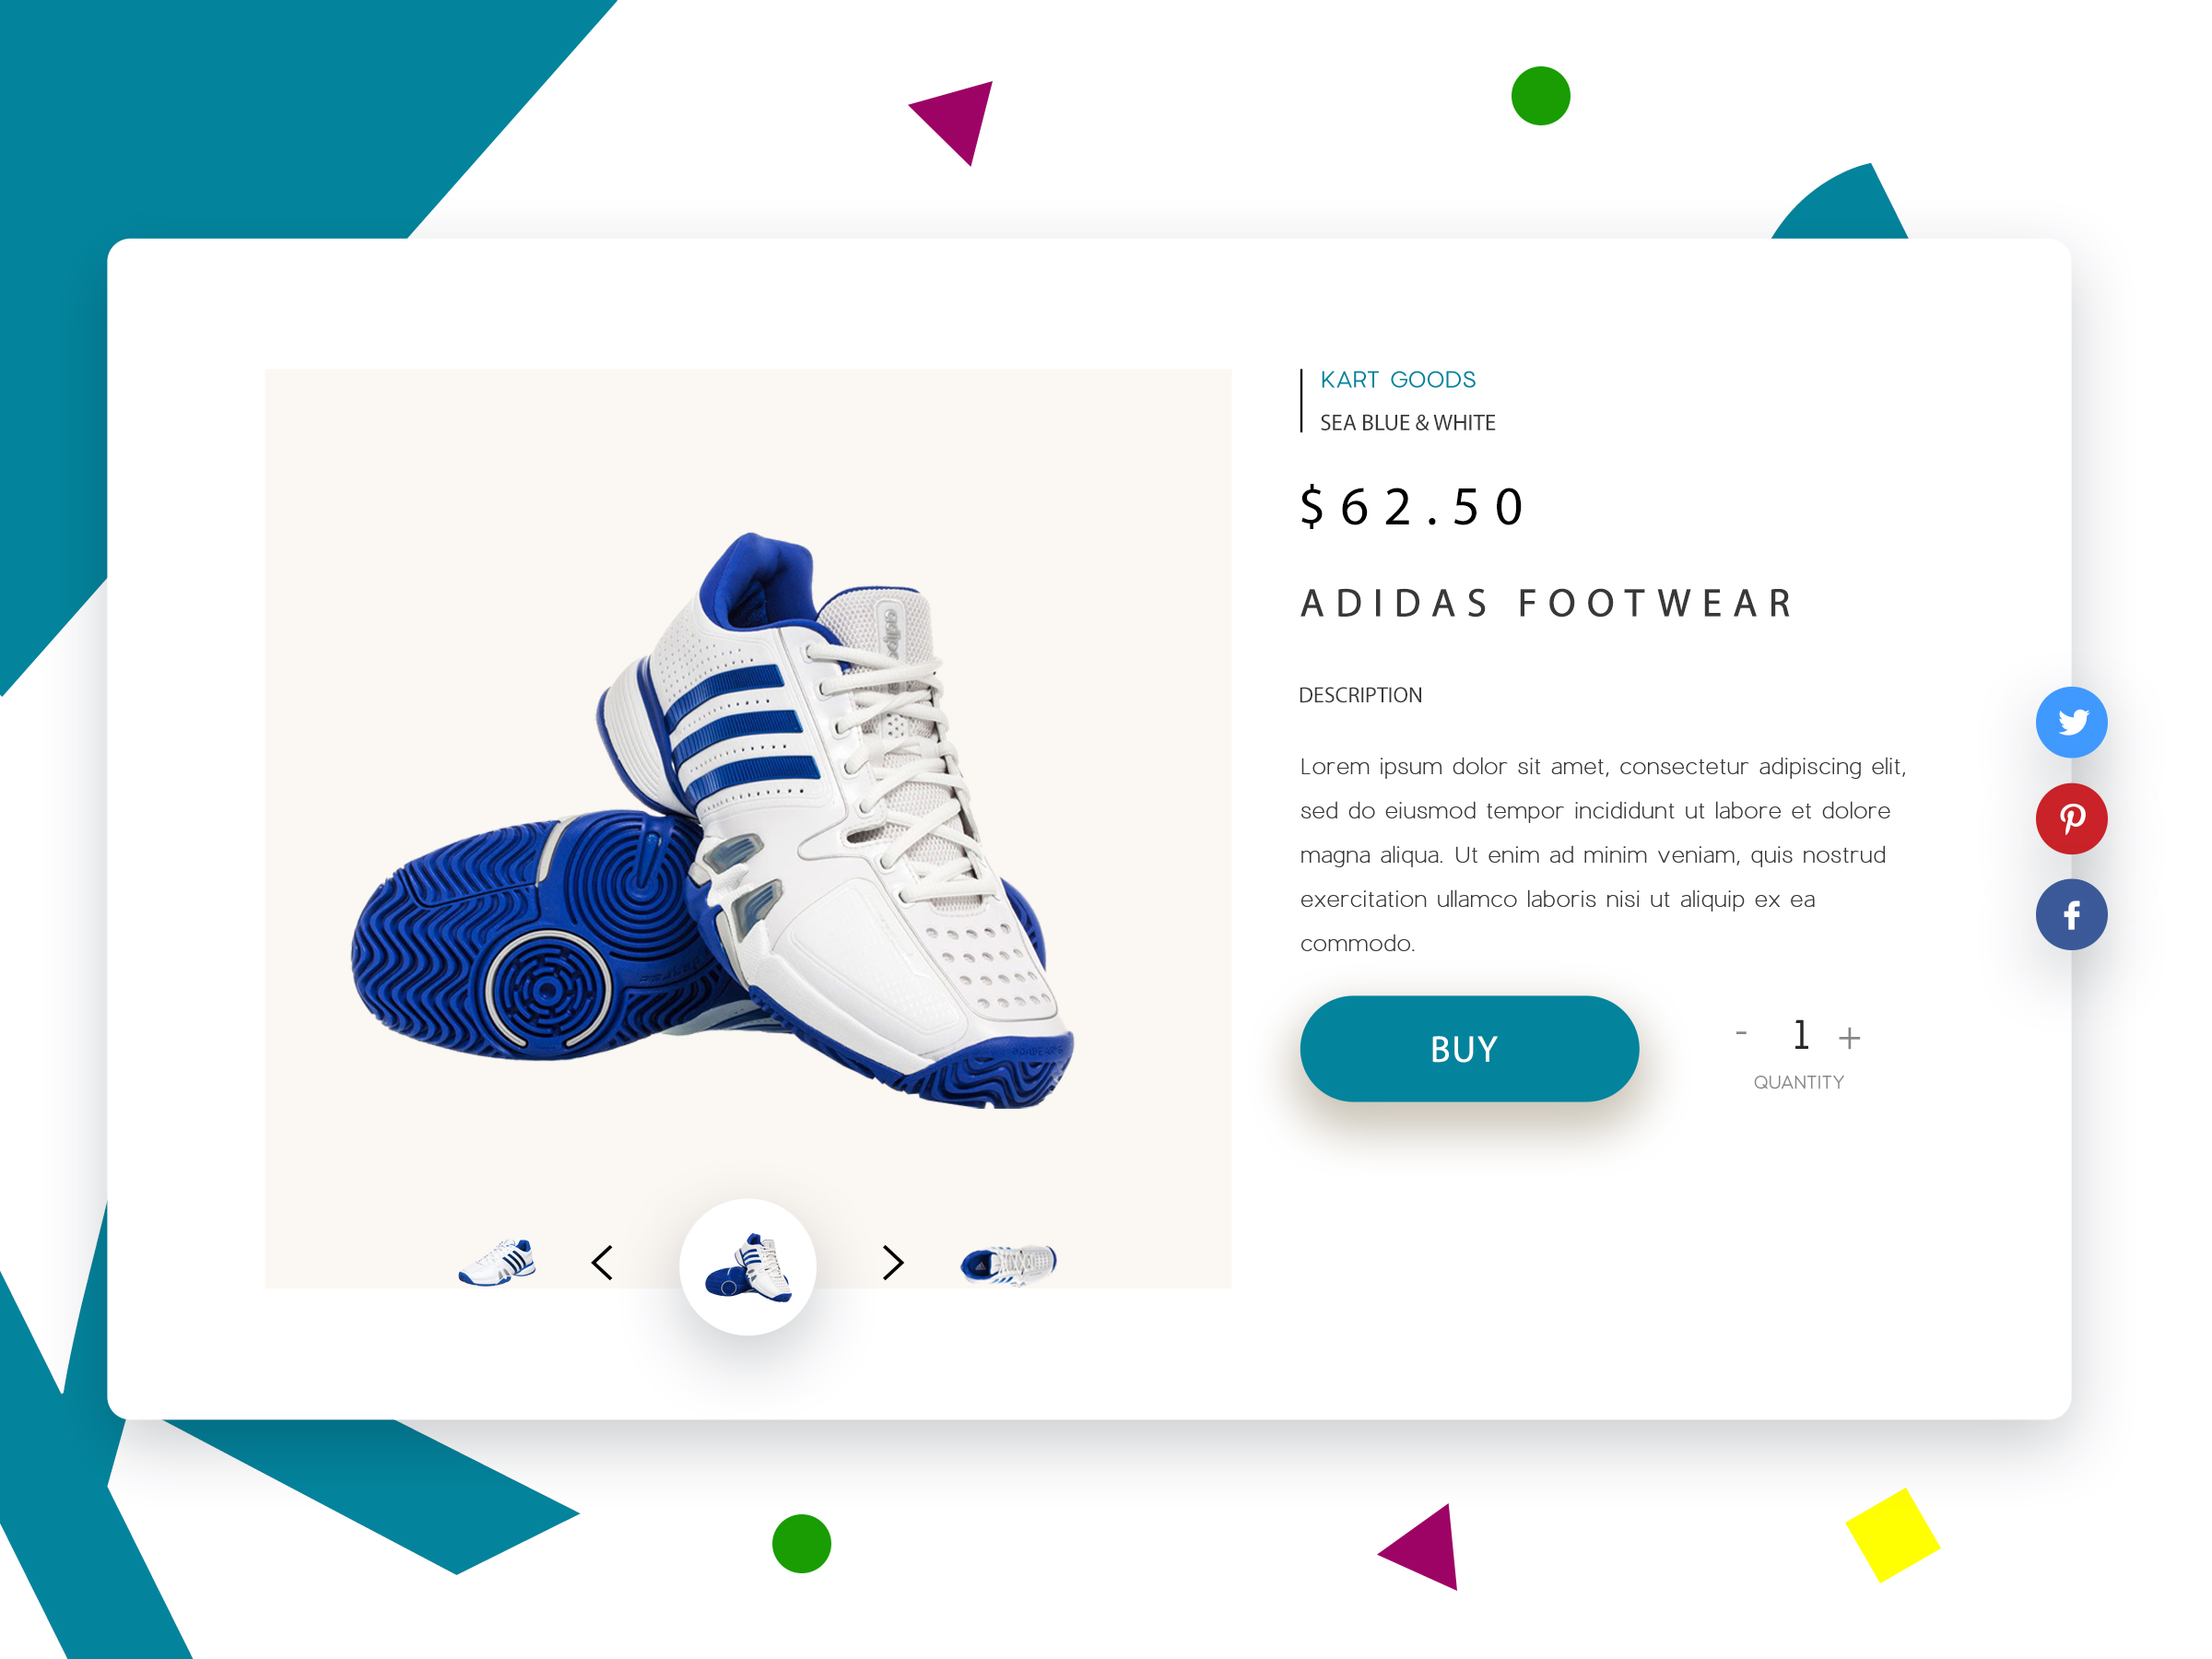 KART GOODS
SEA BLUE & WHITE
$62.50
ADIDAS FOOTWEAR
DESCRIPTION
Lorem ipsum dolor sit amet, consectetur adipiscing elit,
sed do eiusmod tempor incididunt ut labore et dolore
magna aliqua. Ut enim ad minim veniam, quis nostrud
exercitation ullamco laboris nisi ut aliquip ex ea
commodo.
BUY
- 1 +
QUANTITY